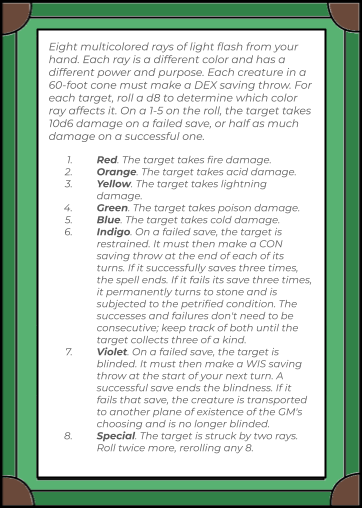 Eight multicolored rays of light flash from your
hand. Each ray is a different color and has a
different power and purpose. Each creature in a
60-foot cone must make a DEX saving throw. For
each target, roll a d8 to determine which color
ray affects it. On a 1-5 on the roll, the target takes
10d6 damage on a failed save, or half as much
damage on a successful one.
1. Red. The target takes fire damage.
2. Orange. The target takes acid damage.
3. Yellow. The target takes lightning
damage.
4. Green. The target takes poison damage.
5. Blue. The target takes cold damage.
6. Indigo. On a failed save, the target is
restrained. It must then make a CON
saving throw at the end of each of its
turns. If it successfully saves three times,
the spell ends. If it fails its save three times,
it permanently turns to stone and is
subjected to the petrified condition. The
successes and failures don't need to be
consecutive; keep track of both until the
target collects three of a kind.
7. Violet. On a failed save, the target is
blinded. It must then make a WIS saving
throw at the start of your next turn. A
successful save ends the blindness. If it
fails that save, the creature is transported
to another plane of existence of the GM's
choosing and is no longer blinded.
8. Special. The target is struck by two rays.
Roll twice more, rerolling any 8.